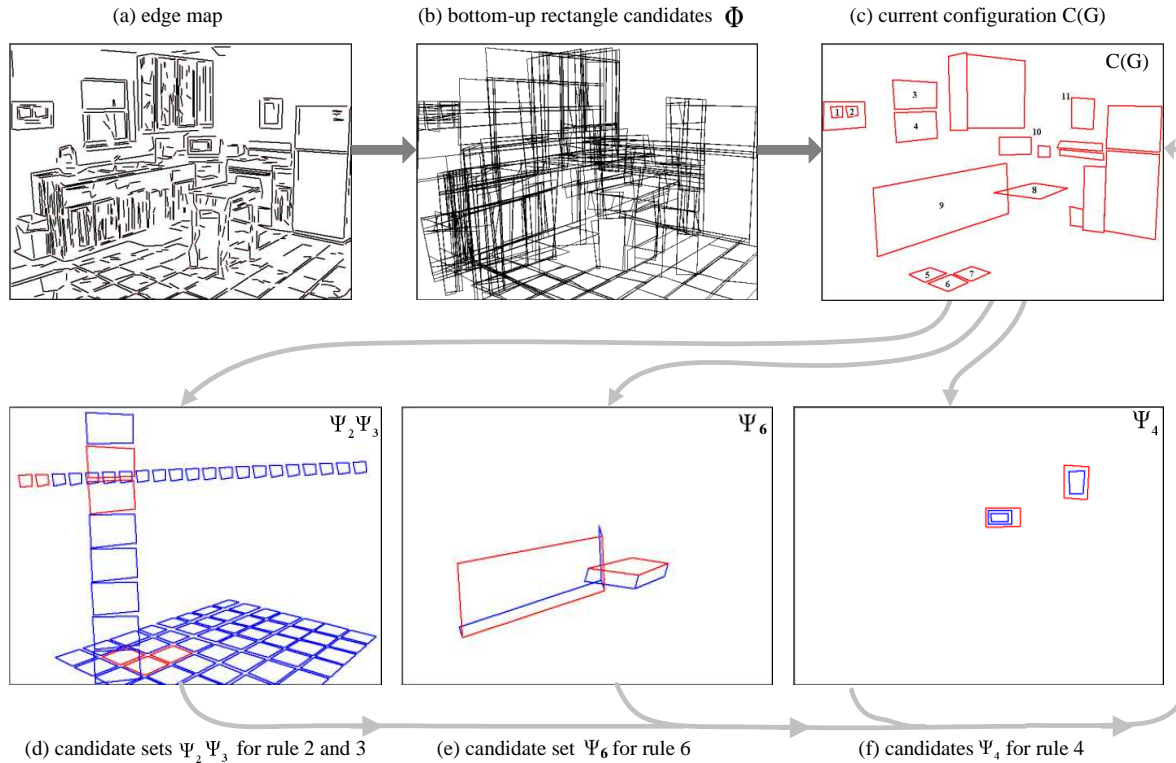 (a) edge map
(b) bottom-up rectangle candidates Φ
(c) current configuration C(G)
C(G)
1 2
3
4
11
10
8
9
5 7
6
Ψ2Ψ3
Ψ6
Ψ4
(d) candidate sets Ψ2 Ψ3 for rule 2 and 3
(e) candidate set Ψ6 for rule 6
(f) candidates Ψ4 for rule 4